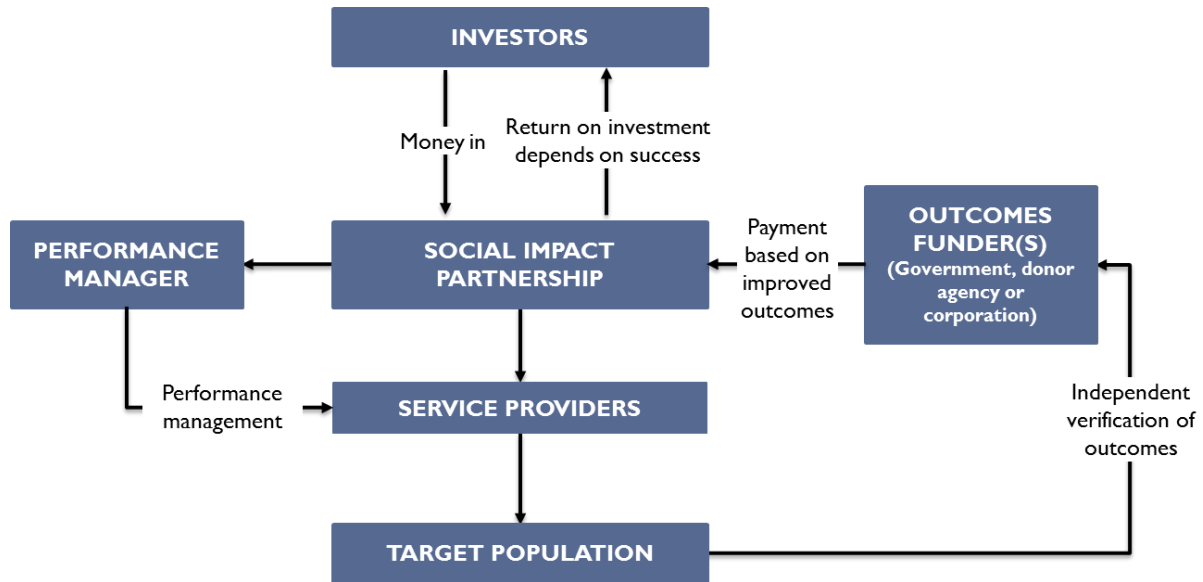 INVESTORS
Money in
Return on investment
depends on success
PERFORMANCE
MANAGER
SOCIAL IMPACT
PARTNERSHIP
Payment
based on
improved
outcomes
OUTCOMES
FUNDER(S)
(Government, donor
agency or
corporation)
Performance
management
SERVICE PROVIDERS
Independent
verification of
outcomes
TARGET POPULATION